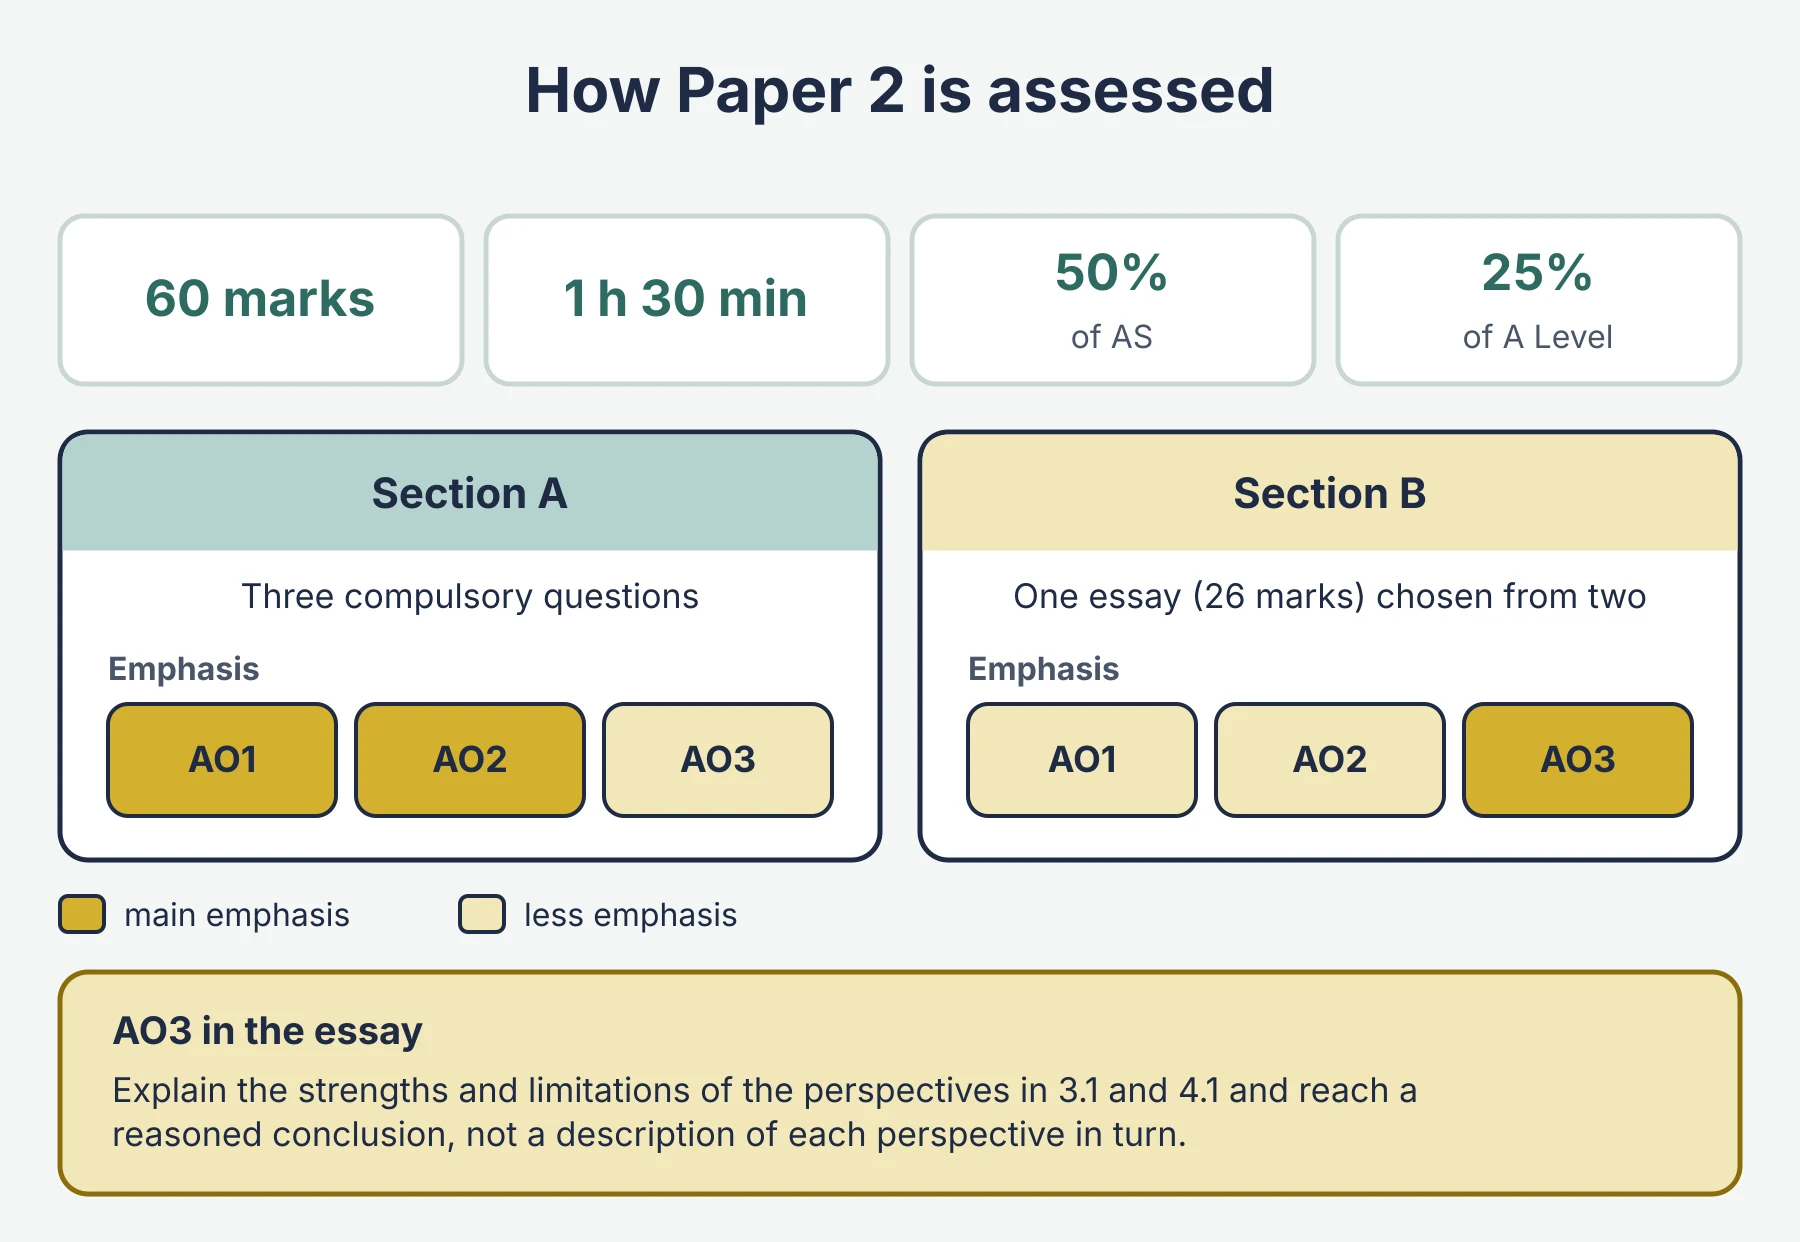 How Paper 2 is assessed
60 marks
1 h 30 min
50%
of AS
25%
of A Level
Section A
Three compulsory questions
Emphasis
AO1
AO2
AO3
Section B
One essay (26 marks) chosen from two
Emphasis
AO1
AO2
AO3
main emphasis
less emphasis
AO3 in the essay
Explain the strengths and limitations of the perspectives in 3.1 and 4.1 and reach a
reasoned conclusion, not a description of each perspective in turn.